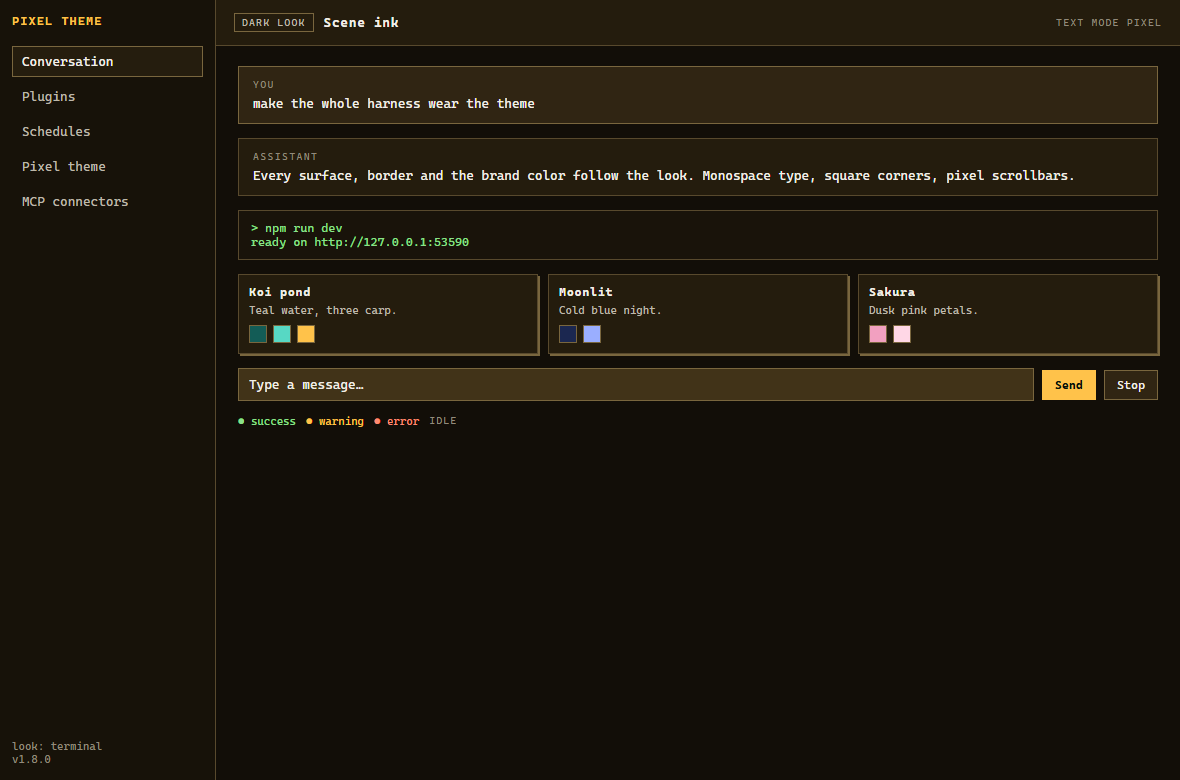 PIXEL THEME
Conversation
Plugins
Schedules
Pixel theme
MCP connectors
look: terminal
v1.8.0
DARK LOOK
Scene ink
TEXT MODE PIXEL
YOU
make the whole harness wear the theme
ASSISTANT
Every surface, border and the brand color follow the look. Monospace type, square corners, pixel scrollbars.
> npm run dev
ready on http://127.0.0.1:53590
Koi pond
Teal water, three carp.
Moonlit
Cold blue night.
Sakura
Dusk pink petals.
Type a message…
Send
Stop
success
warning
error
IDLE